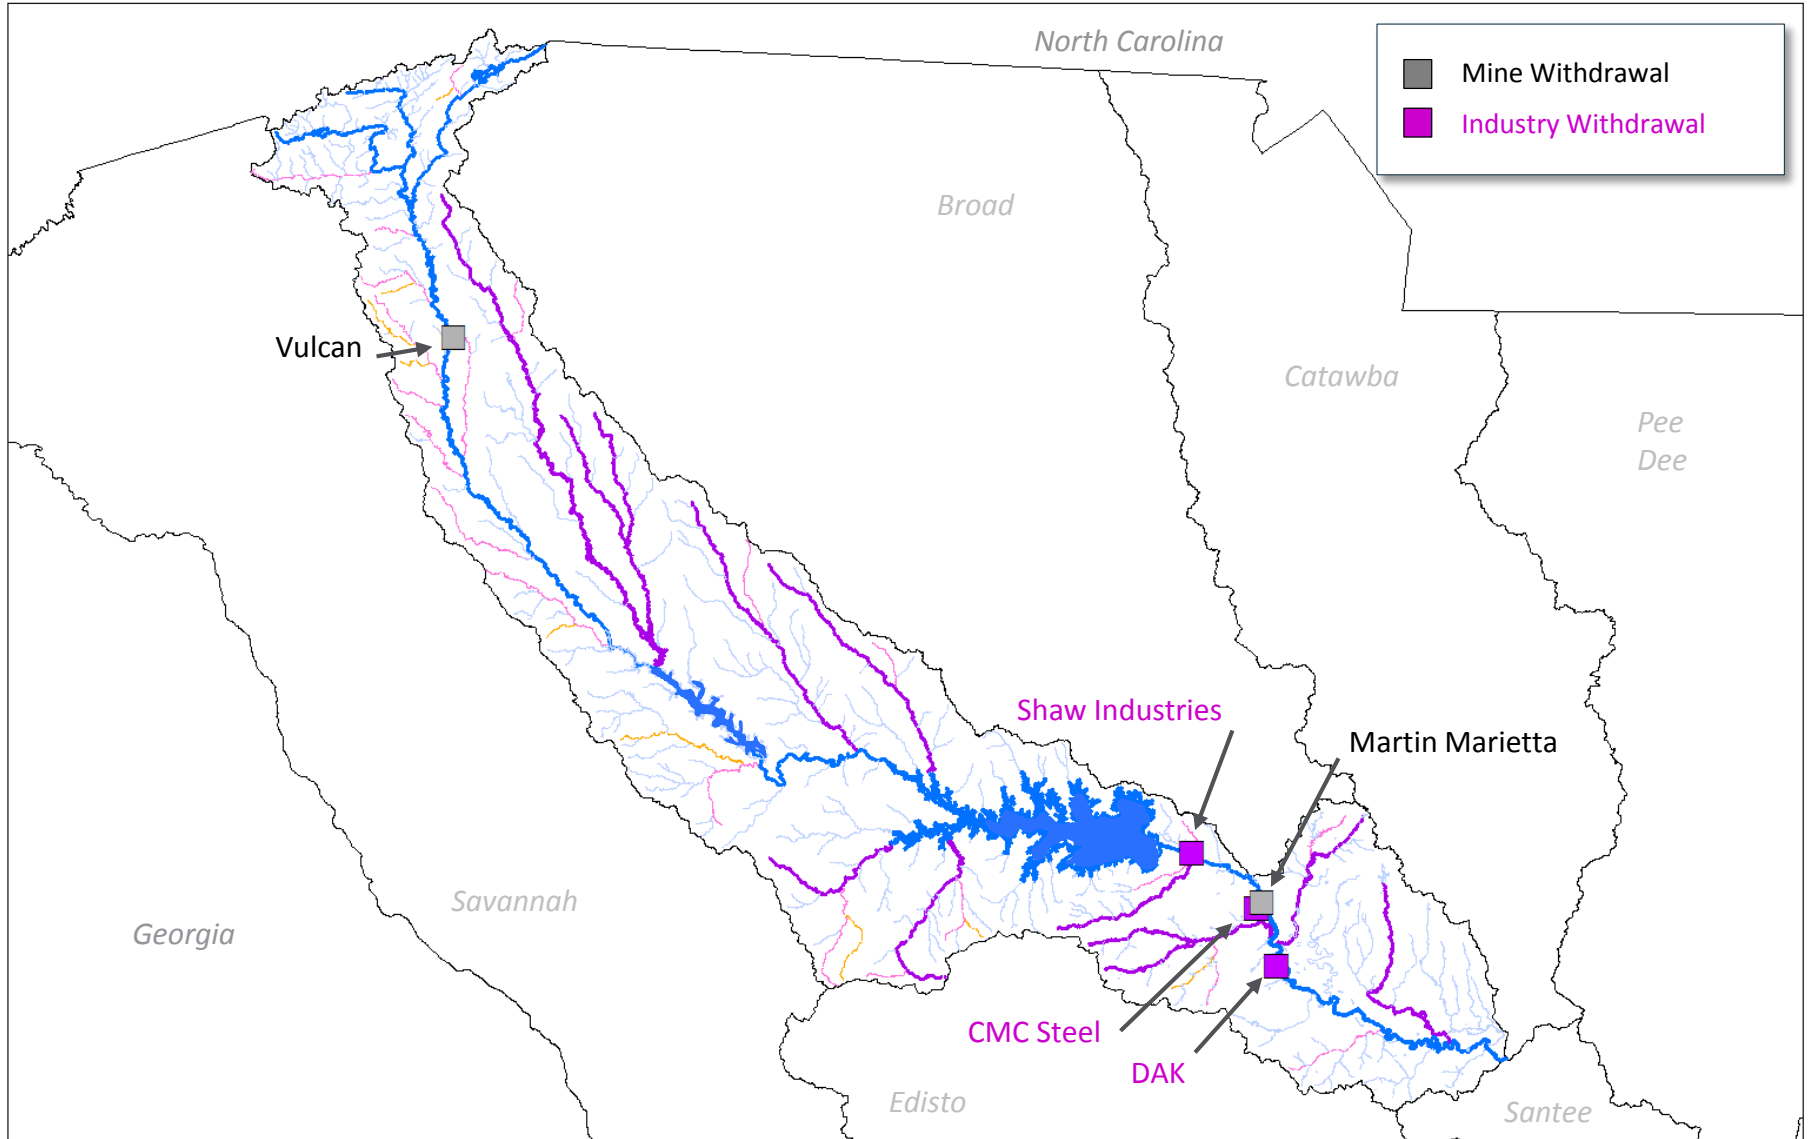 North Carolina
Mine Withdrawal
Industry Withdrawal
Broad
Vulcan
Catawba
Pee
Dee
Shaw Industries
Martin Marietta
Savannah
Georgia
CMC Steel
DAK
Edisto
Santee